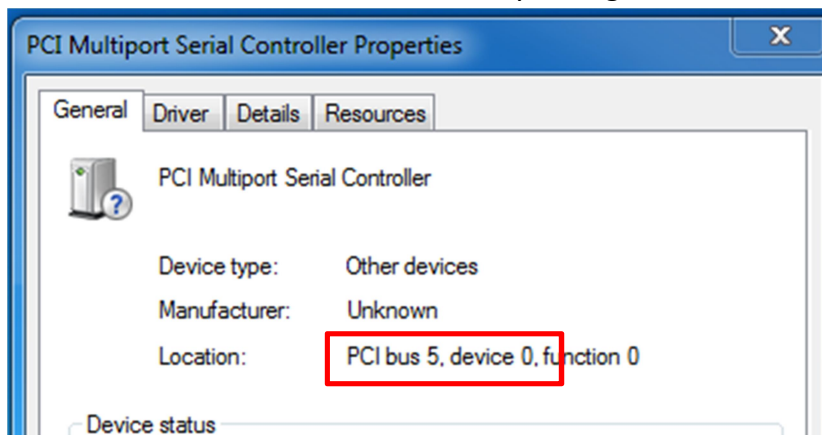 PCI Multiport Serial Controller Properties
x
General Driver Details Resources
PCI Multiport Serial Controller
?
Device type: Other devices
Manufacturer: Unknown
Location: PCI bus 5, device 0, function 0
Device status